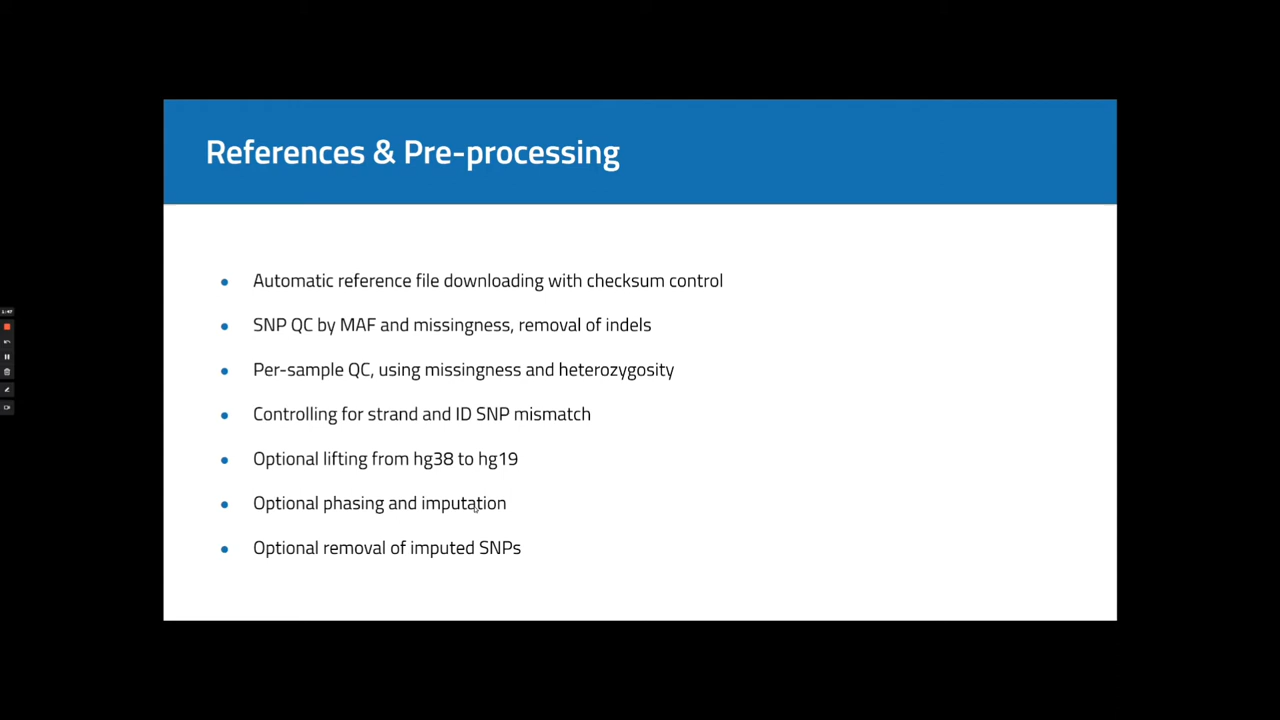 References & Pre-processing
Automatic reference file downloading with checksum control
SNP QC by MAF and missingness, removal of indels
Per-sample QC, using missingness and heterozygosity
Controlling for strand and ID SNP mismatch
Optional lifting from hg38 to hg19
Optional phasing and imputation
Optional removal of imputed SNPs
1:47